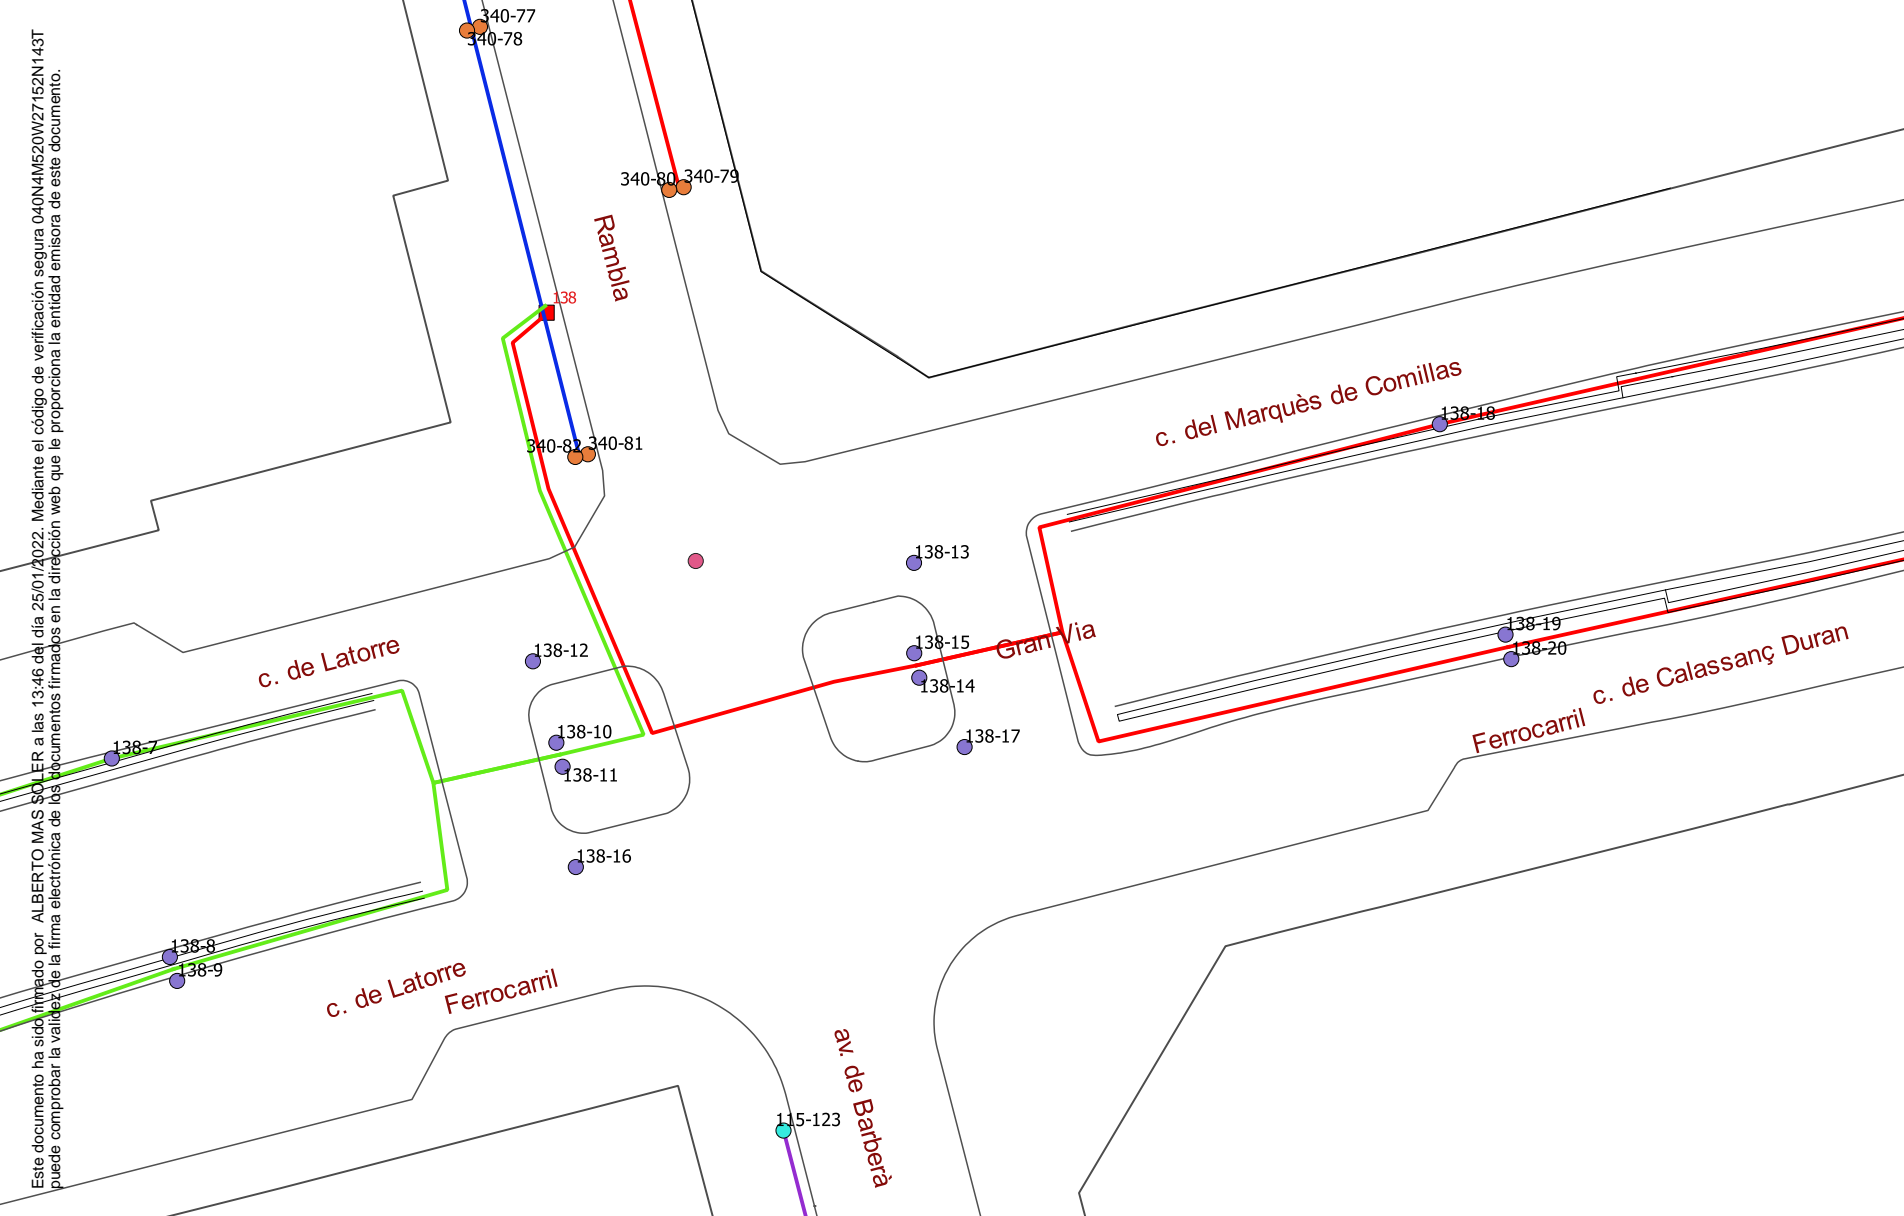 Este documento ha sido firmado por ALBERTO MAS SOLER a las 13:46 del día 25/01/2022. Mediante el código de verificación segura 040N4M520W27152N143T
puede comprobar la validez de la firma electrónica de los documentos firmados en la dirección web que le proporciona la entidad emisora de este documento.
340-77
340-78
340-80
340-79
Rambla
138
c. del Marquès de Comillas
138-18
340-82
340-81
138-13
138-12
c. de Latorre
Gran Via
138-15
138-14
138-19
138-20
c. de Calassanç Duran
Ferrocarril
138-7
138-10
138-11
138-17
138-16
138-8
138-9
c. de Latorre
Ferrocarril
av. de Barberà
115-123